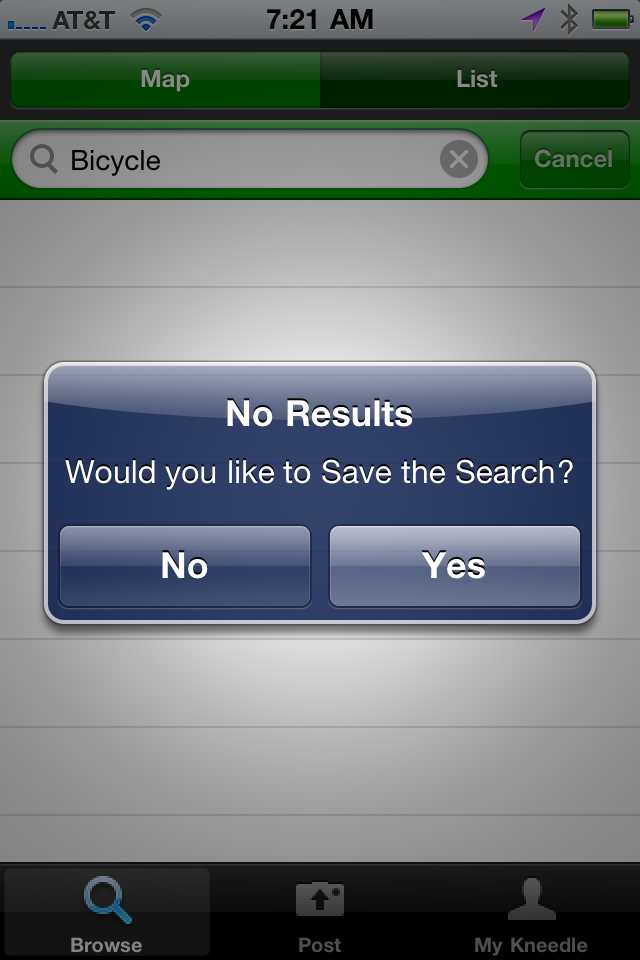 AT&T 7:21 AM
Map List
Bicycle Cancel
No Results
Would you like to Save the Search?
No Yes
Browse Post My Kneedle